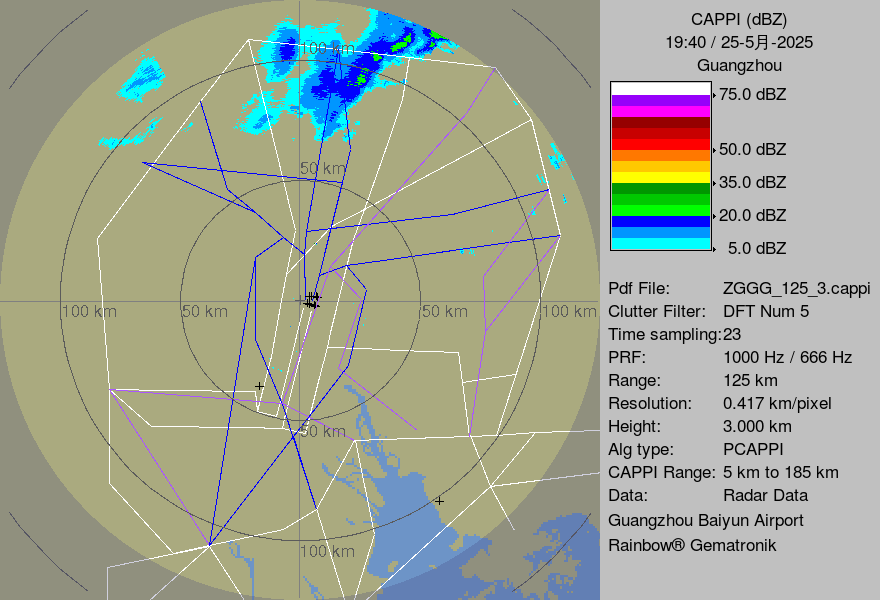 CAPPI (dBZ)
19:40 / 25-5月-2025
Guangzhou
75.0 dBZ
50.0 dBZ
35.0 dBZ
20.0 dBZ
5.0 dBZ
Pdf File: ZGGG_125_3.cappi
Clutter Filter: DFT Num 5
Time sampling:23
PRF: 1000 Hz / 666 Hz
Range: 125 km
Resolution: 0.417 km/pixel
Height: 3.000 km
Alg type: PCAPPI
CAPPI Range: 5 km to 185 km
Data: Radar Data
Guangzhou Baiyun Airport
Rainbow® Gematronik
100 km
50 km
100 km
50 km
50 km
100 km
50 km
100 km